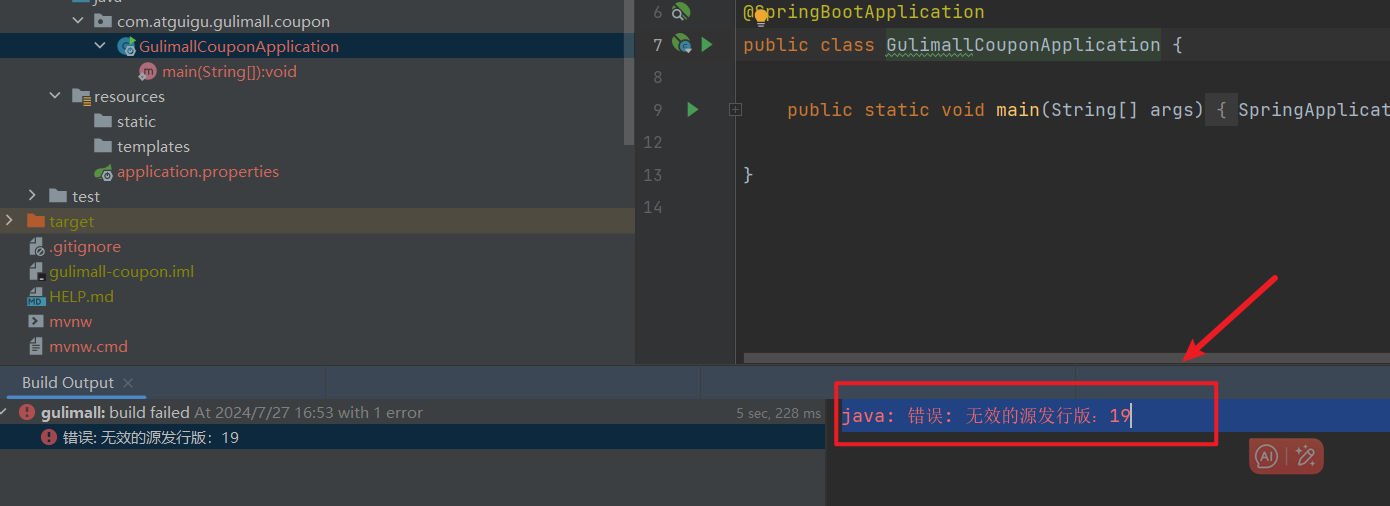 java
com.atguigu.gulimall.coupon
GulimallCouponApplication
main(String[]):void
resources
static
templates
application.properties
test
target
.gitignore
gulimall-coupon.iml
HELP.md
mvnw
mvnw.cmd
6 @SpringBootApplication
7 public class GulimallCouponApplication {
8
9 public static void main(String[] args) { SpringApplicat
12
13 }
14
Build Output
gulimall: build failed At 2024/7/27 16:53 with 1 error 5 sec, 228 ms
错误: 无效的源发行版：19
java: 错误: 无效的源发行版：19
AI